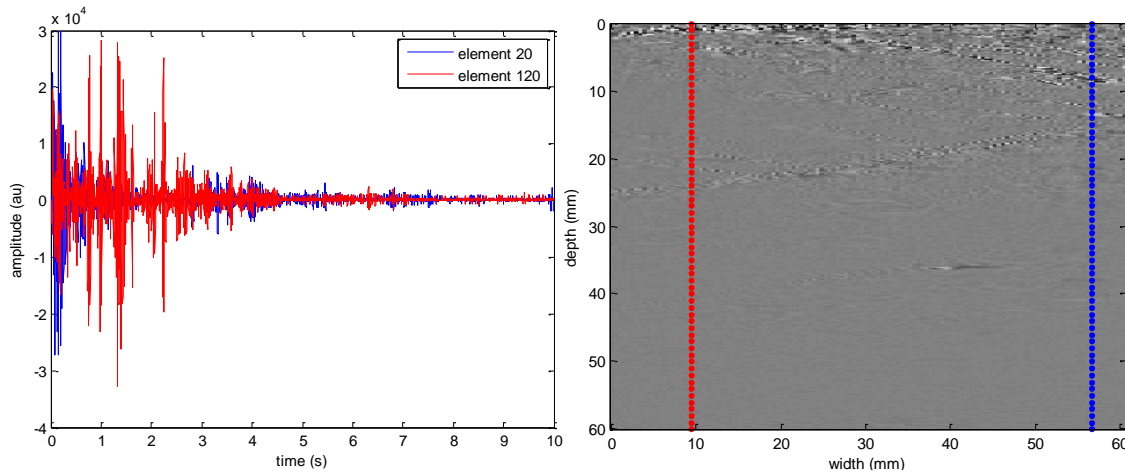 x 10^4
3
2
1
0
-1
-2
-3
-4
amplitude (au)
element 20
element 120
0 1 2 3 4 5 6 7 8 9 10
time (s)
0
10
20
30
40
50
60
depth (mm)
0 10 20 30 40 50 60
width (mm)